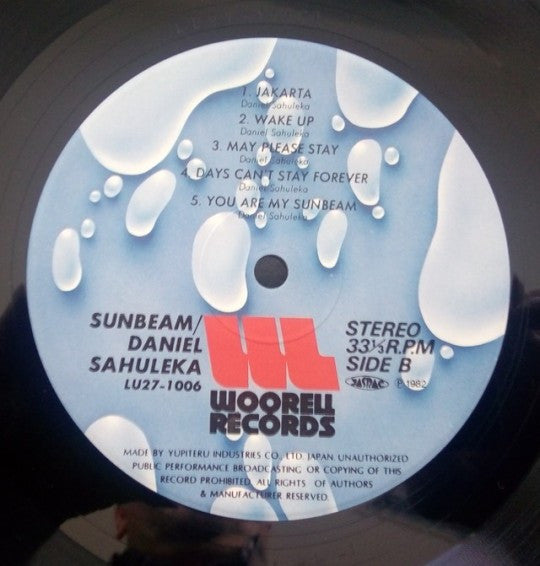 1. JAKARTA
Daniel Sahuleka
2. WAKE UP
Daniel Sahuleka
3. MAY PLEASE STAY
Daniel Sahuleka
4. DAYS CAN'T STAY FOREVER
Daniel Sahuleka
5. YOU ARE MY SUNBEAM
Daniel Sahuleka
SUNBEAM/
DANIEL
SAHULEKA
LU27-1006
WOORELL
RECORDS
STEREO
33⅓R.P.M
SIDE B
JASRAC ℗ 1982
MADE BY YUPITERU INDUSTRIES CO., LTD JAPAN. UNAUTHORIZED
PUBLIC PERFORMANCE BROADCASTING OR COPYING OF THIS
RECORD PROHIBITED. ALL RIGHTS OF AUTHORS
& MANUFACTURER RESERVED.